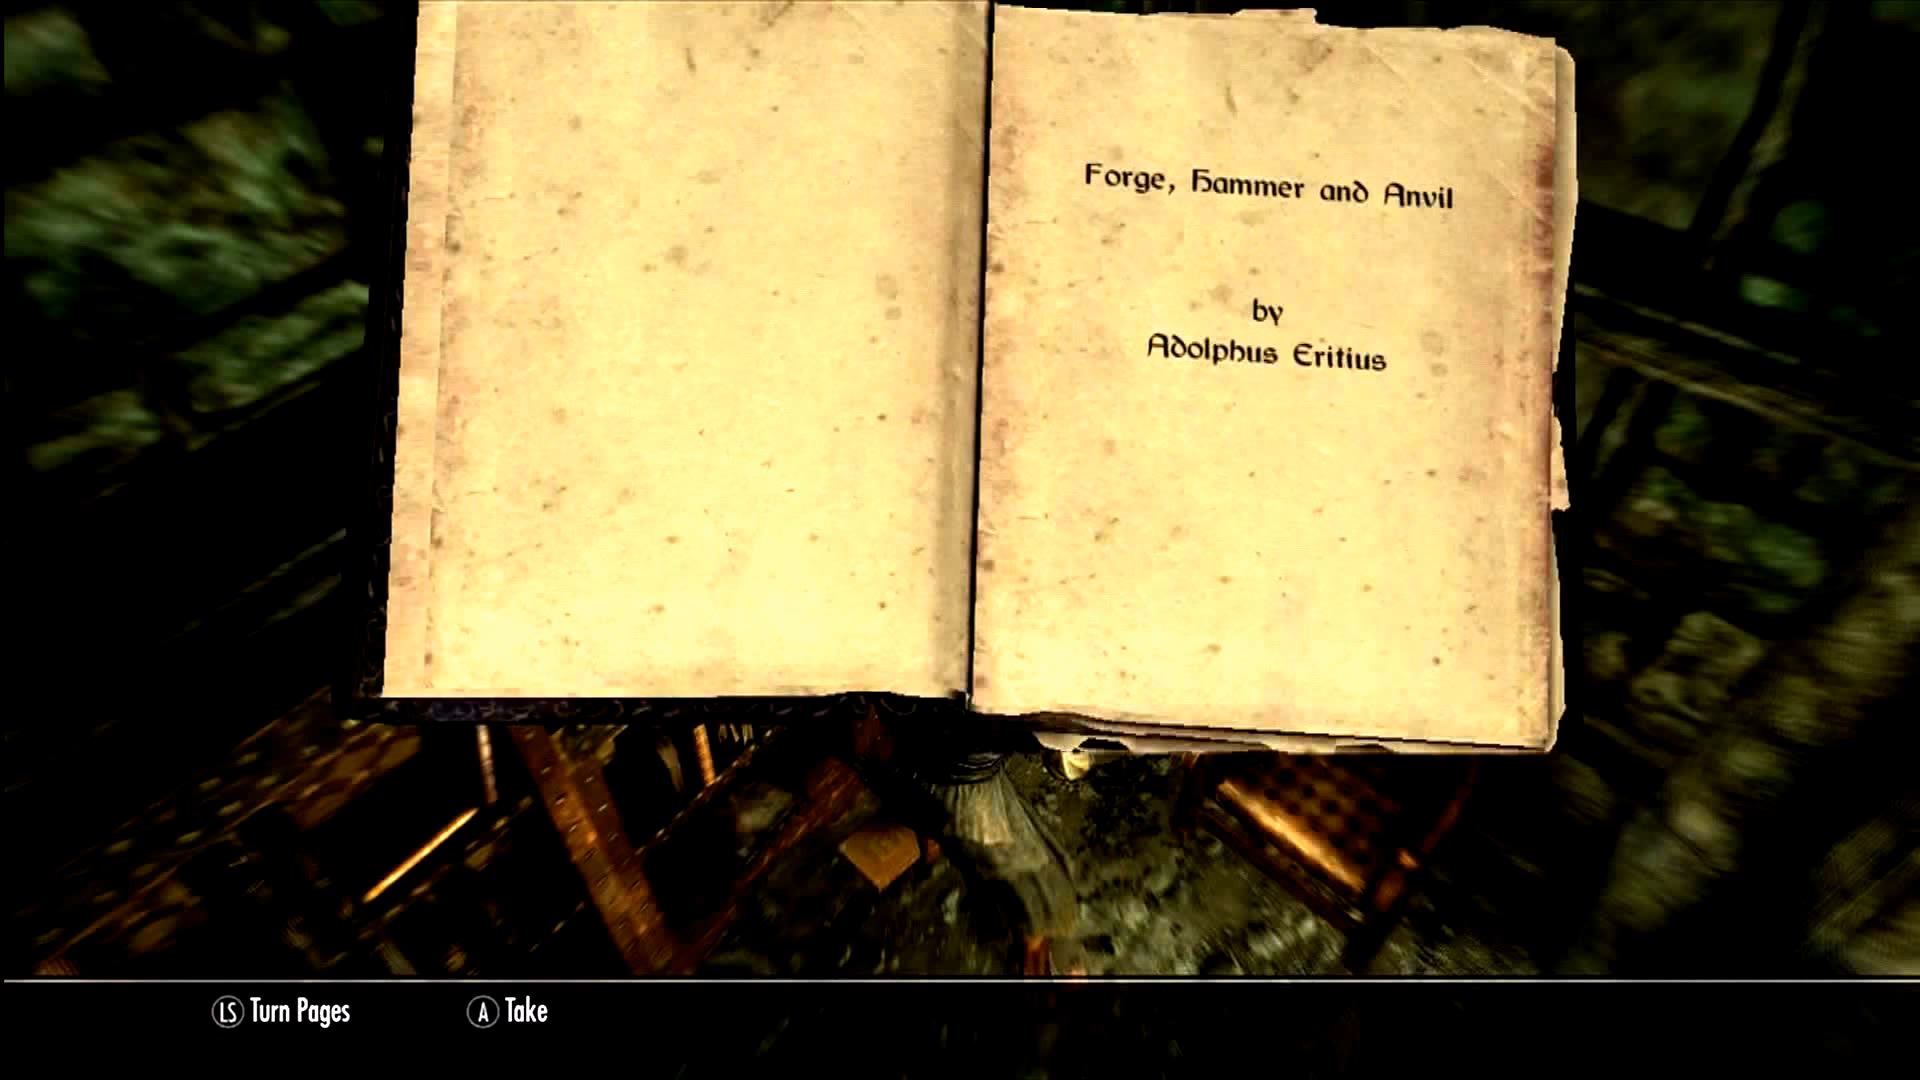 Forge, Hammer and Anvil
by
Adolphus Eritius
LS Turn Pages
A Take